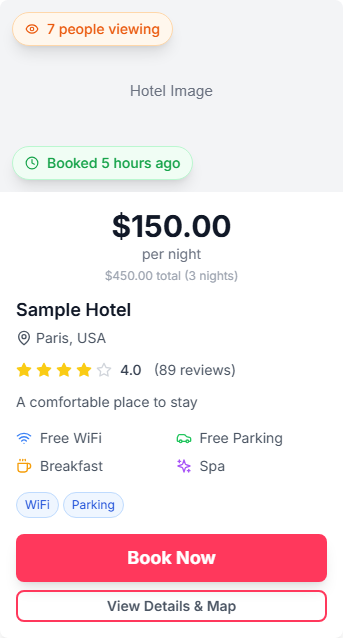 7 people viewing
Hotel Image
Booked 5 hours ago
$150.00
per night
$450.00 total (3 nights)
Sample Hotel
Paris, USA
4.0 (89 reviews)
A comfortable place to stay
Free WiFi
Free Parking
Breakfast
Spa
WiFi
Parking
Book Now
View Details & Map